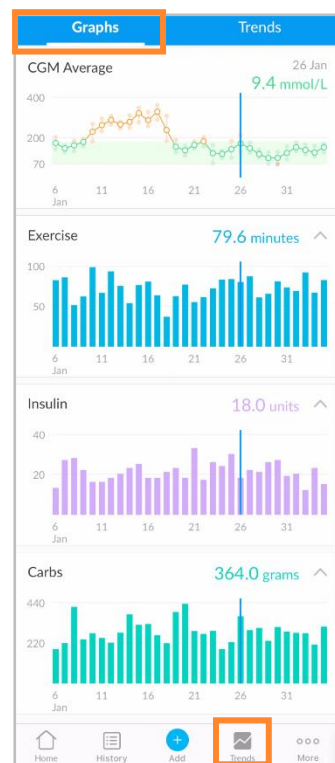 Graphs Trends
CGM Average 26 Jan
9.4 mmol/L
400
200
70
6 11 16 21 26 31
Jan
Exercise 79.6 minutes
100
50
6 11 16 21 26 31
Jan
Insulin 18.0 units
40
20
6 11 16 21 26 31
Jan
Carbs 364.0 grams
440
220
6 11 16 21 26 31
Jan
Home History Add Trends More